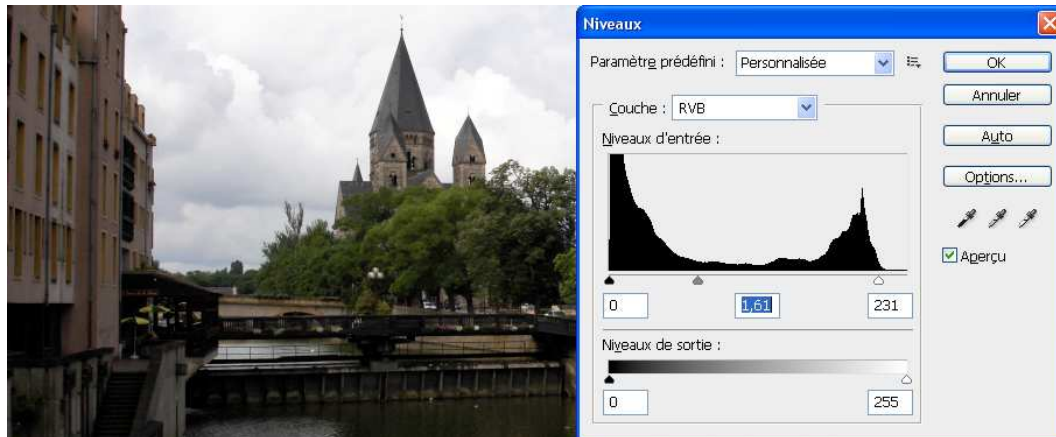 Niveaux
Paramètre prédéfini : Personnalisée
OK
Annuler
Couche : RVB
Auto
Niveaux d'entrée :
Options...
Aperçu
0 1,61 231
Niveaux de sortie :
0 255